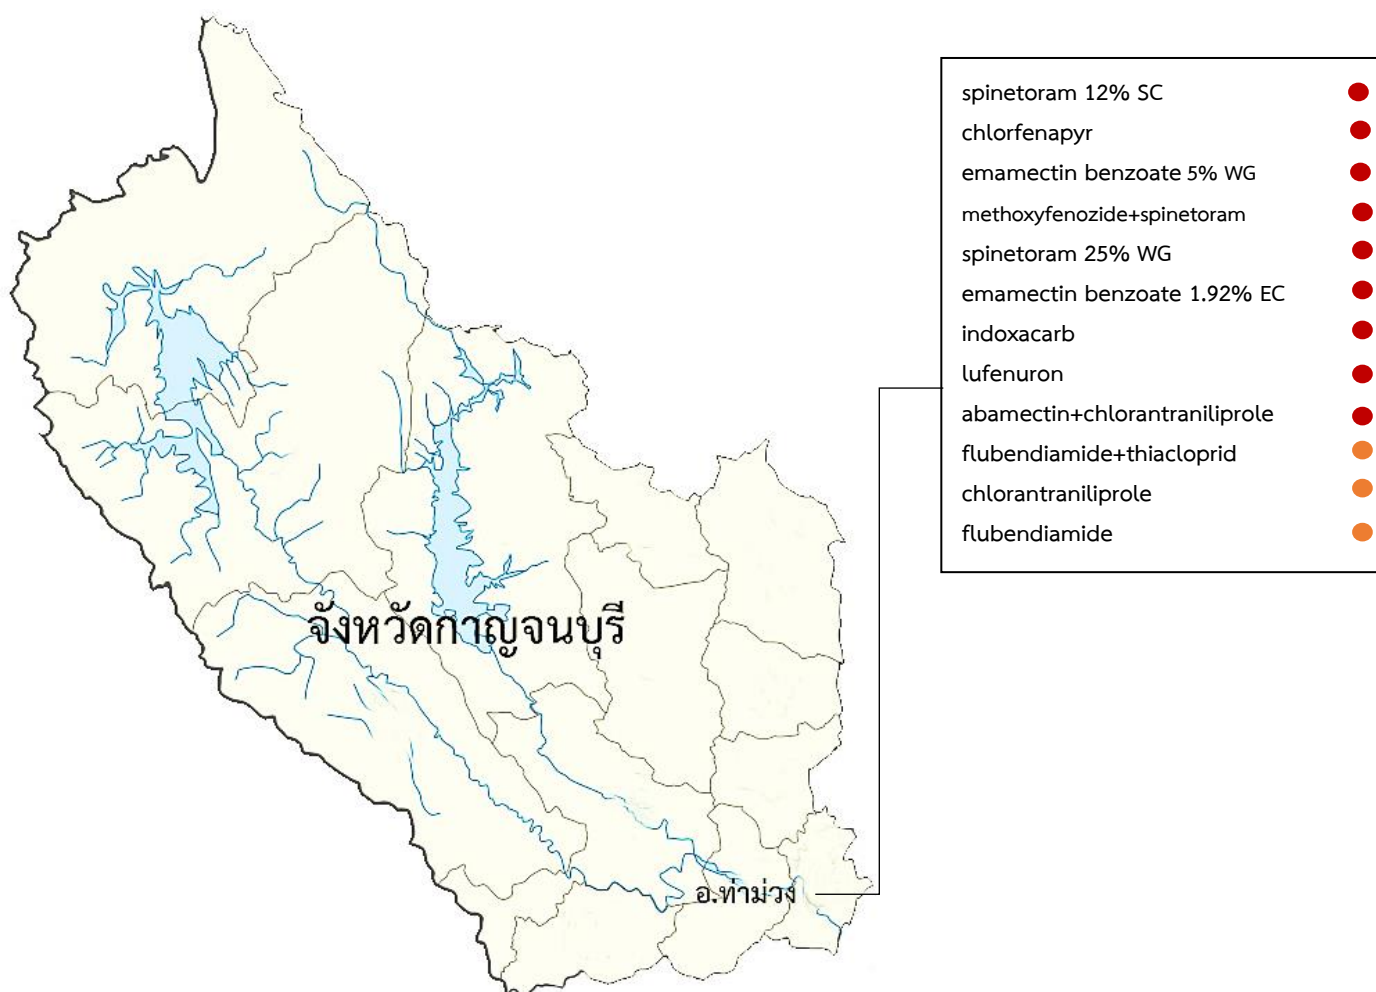 spinetoram 12% SC
chlorfenapyr
emamectin benzoate 5% WG
methoxyfenozide+spinetoram
spinetoram 25% WG
emamectin benzoate 1.92% EC
indoxacarb
lufenuron
abamectin+chlorantraniliprole
flubendiamide+thiacloprid
chlorantraniliprole
flubendiamide
จังหวัดกาญจนบุรี
อ.ท่าม่วง